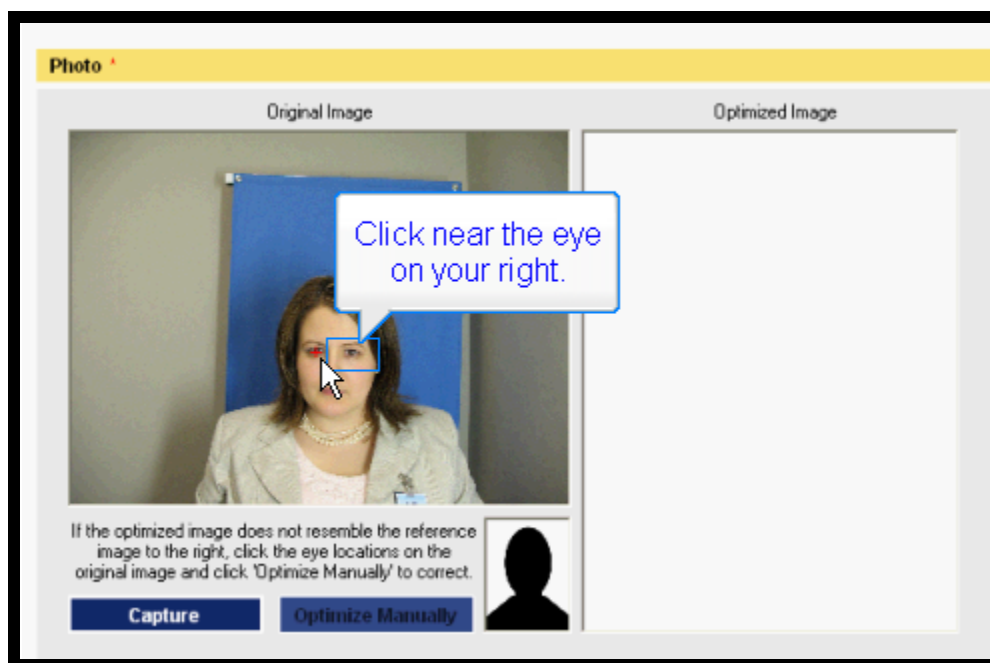 Photo *
Original Image
Optimized Image
Click near the eye
on your right.
If the optimized image does not resemble the reference
image to the right, click the eye locations on the
original image and click 'Optimize Manually' to correct.
Capture
Optimize Manually